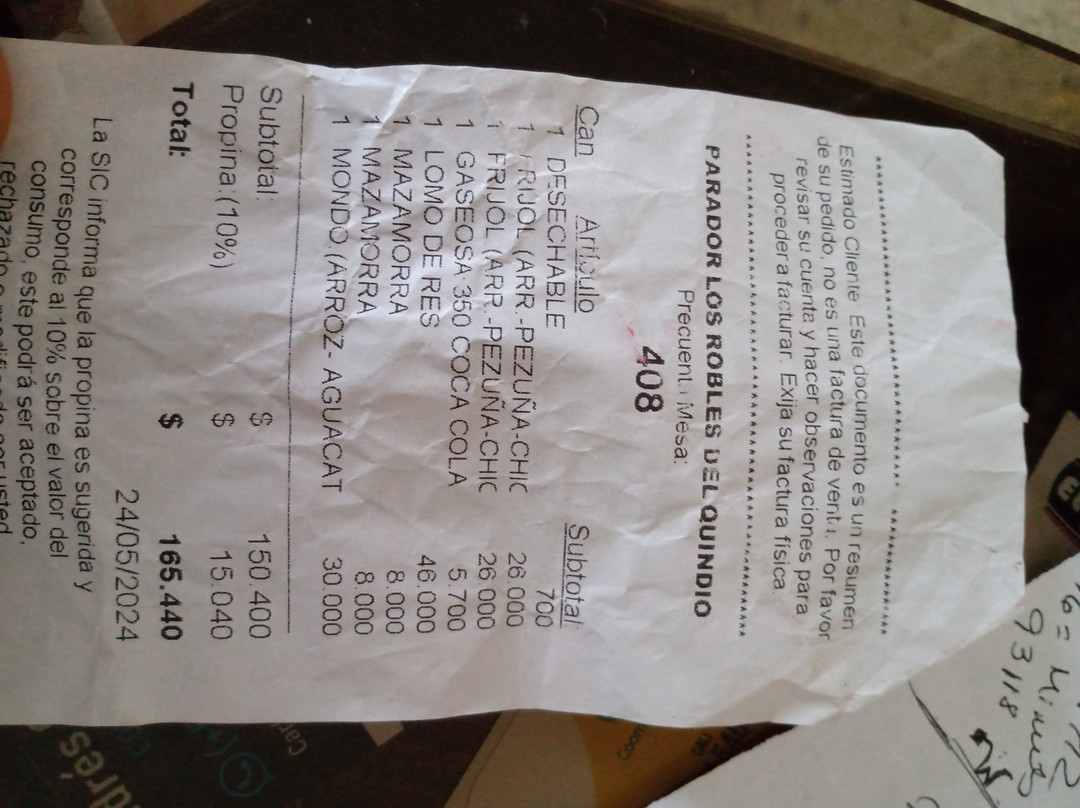 Estimado Cliente. Este documento es un resumen
de su pedido, no es una factura de venta. Por favor
revisar su cuenta y hacer observaciones para
proceder a facturar. Exija su factura física.
PARADOR LOS ROBLES DEL QUINDIO
Precuenta Mesa:
408
Can Artículo Subtotal:
1 DESECHABLE 700
1 FRIJOL (ARR.-PEZUÑA-CHIC 26.000
1 FRIJOL (ARR.-PEZUÑA-CHIC 26.000
1 GASEOSA 350 COCA COLA 5.700
1 LOMO DE RES 46.000
1 MAZAMORRA 8.000
1 MAZAMORRA 8.000
1 MONDO,(ARROZ- AGUACAT 30.000
Subtotal: $ 150.400
Propina:(10%) $ 15.040
Total: $ 165.440
24/05/2024
La SIC informa que la propina es sugerida y
corresponde al 10% sobre el valor del
consumo, este podrá ser aceptado,
rechazado o modificado por usted
93118